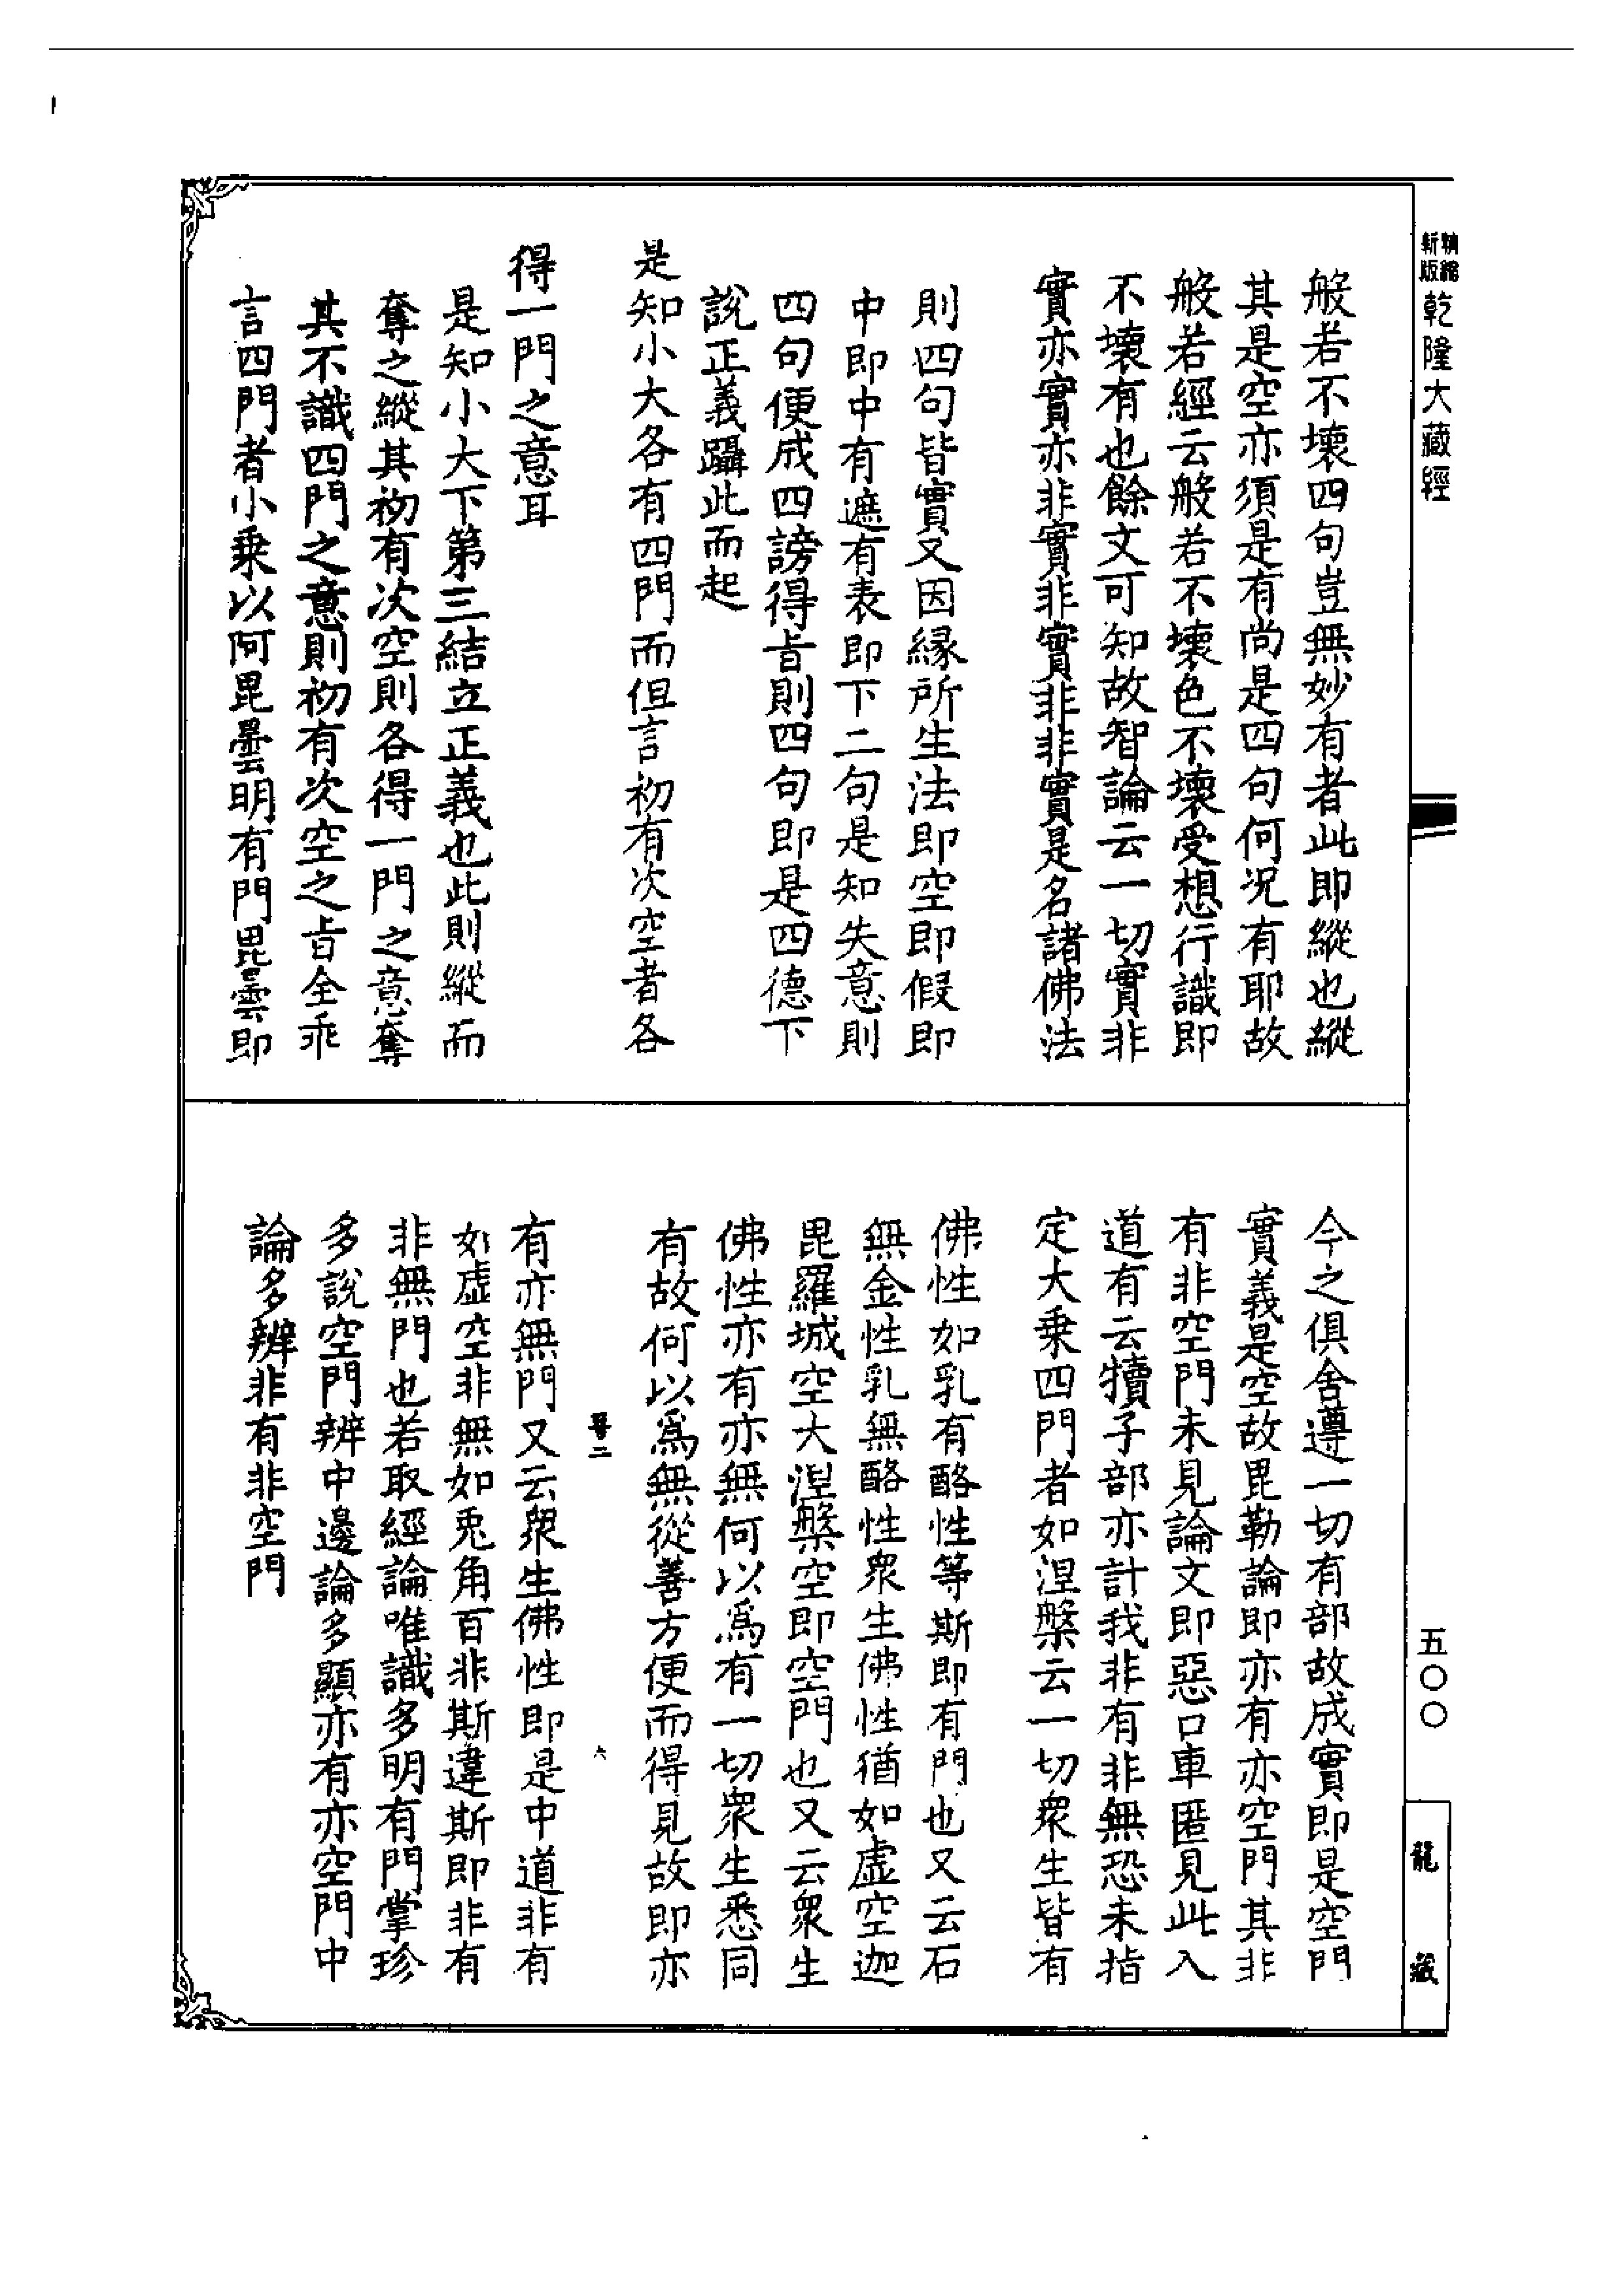 新版
精縮
乾隆大藏經
般若不壞四句豈無妙有者此即縱也縱
其是空亦須是有尚是四句何況有耶故
般若經云般若不壞色不壞受想行識即
不壞有也餘文可知故智論云一切實非
實亦實亦非實非實非非實是名諸佛法
則四句皆實又因緣所生法即空即假即
中即中有遮有表即下二句是知失意則
四句便成四謗得旨則四句即是四德下
說正義躡此而起
是知小大各有四門而但言初有次空者各
得一門之意耳
是知小大下第三結立正義也此則縱而
奪之縱其初有次空則各得一門之意奪
其不識四門之意則初有次空之旨全乖
言四門者小乘以阿毘曇明有門毘曇即
今之俱舍遵一切有部故成實即是空門
實義是空故毘勒論即亦有亦空門其非
有非空門未見論文即惡口車匿見此入
道有云犢子部亦計我非有非無恐未指
定大乘四門者如涅槃云一切眾生皆有
佛性如乳有酪性等斯即有門也又云石
無金性乳無酪性眾生佛性猶如虛空迦
毘羅城空大涅槃空即空門也又云眾生
佛性亦有亦無何以為有一切眾生悉同
有故何以為無從善方便而得見故即亦
六
有亦無門又云眾生佛性即是中道非有
如虛空非無如兎角百非斯違斯即非有
非無門也若取經論唯識多明有門掌珍
多說空門辨中邊論多顯亦有亦空門中
論多辨非有非空門
五〇〇
龍藏